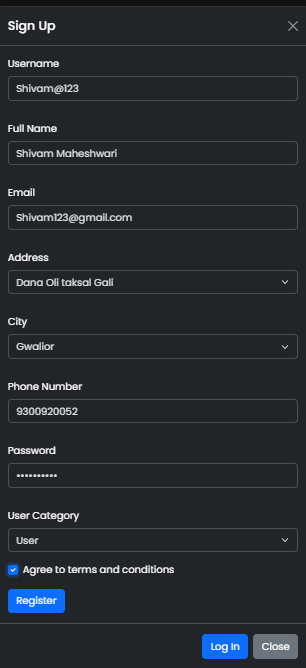 Sign Up
Username
Shivam@123
Full Name
Shivam Maheshwari
Email
Shivam123@gmail.com
Address
Dana Oli taksal Gali
City
Gwalior
Phone Number
9300920052
Password
••••••••••
User Category
User
Agree to terms and conditions
Register
Log In Close